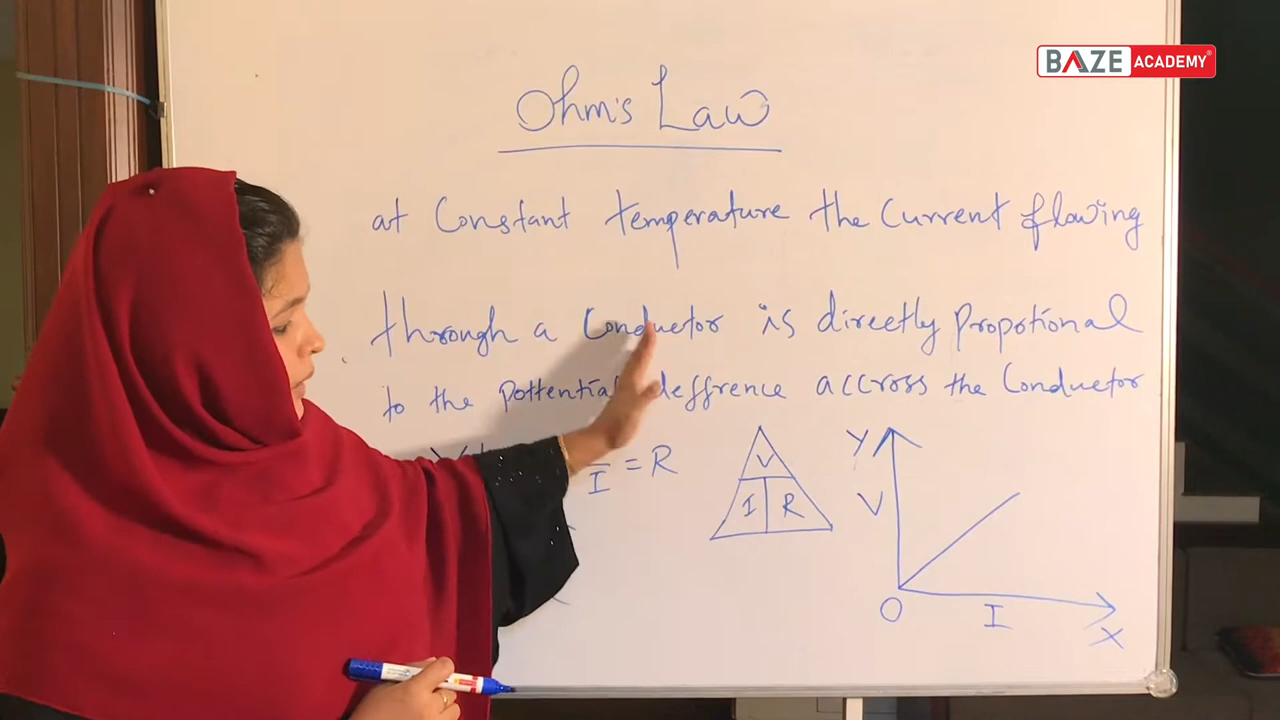 BAZE ACADEMY
Ohm's Law
at Constant temperature the Current flowing
through a Conductor is directly proportional
to the pottential deffrence accross the Conductor
I = R
V
I R
Y
V
O
I
X